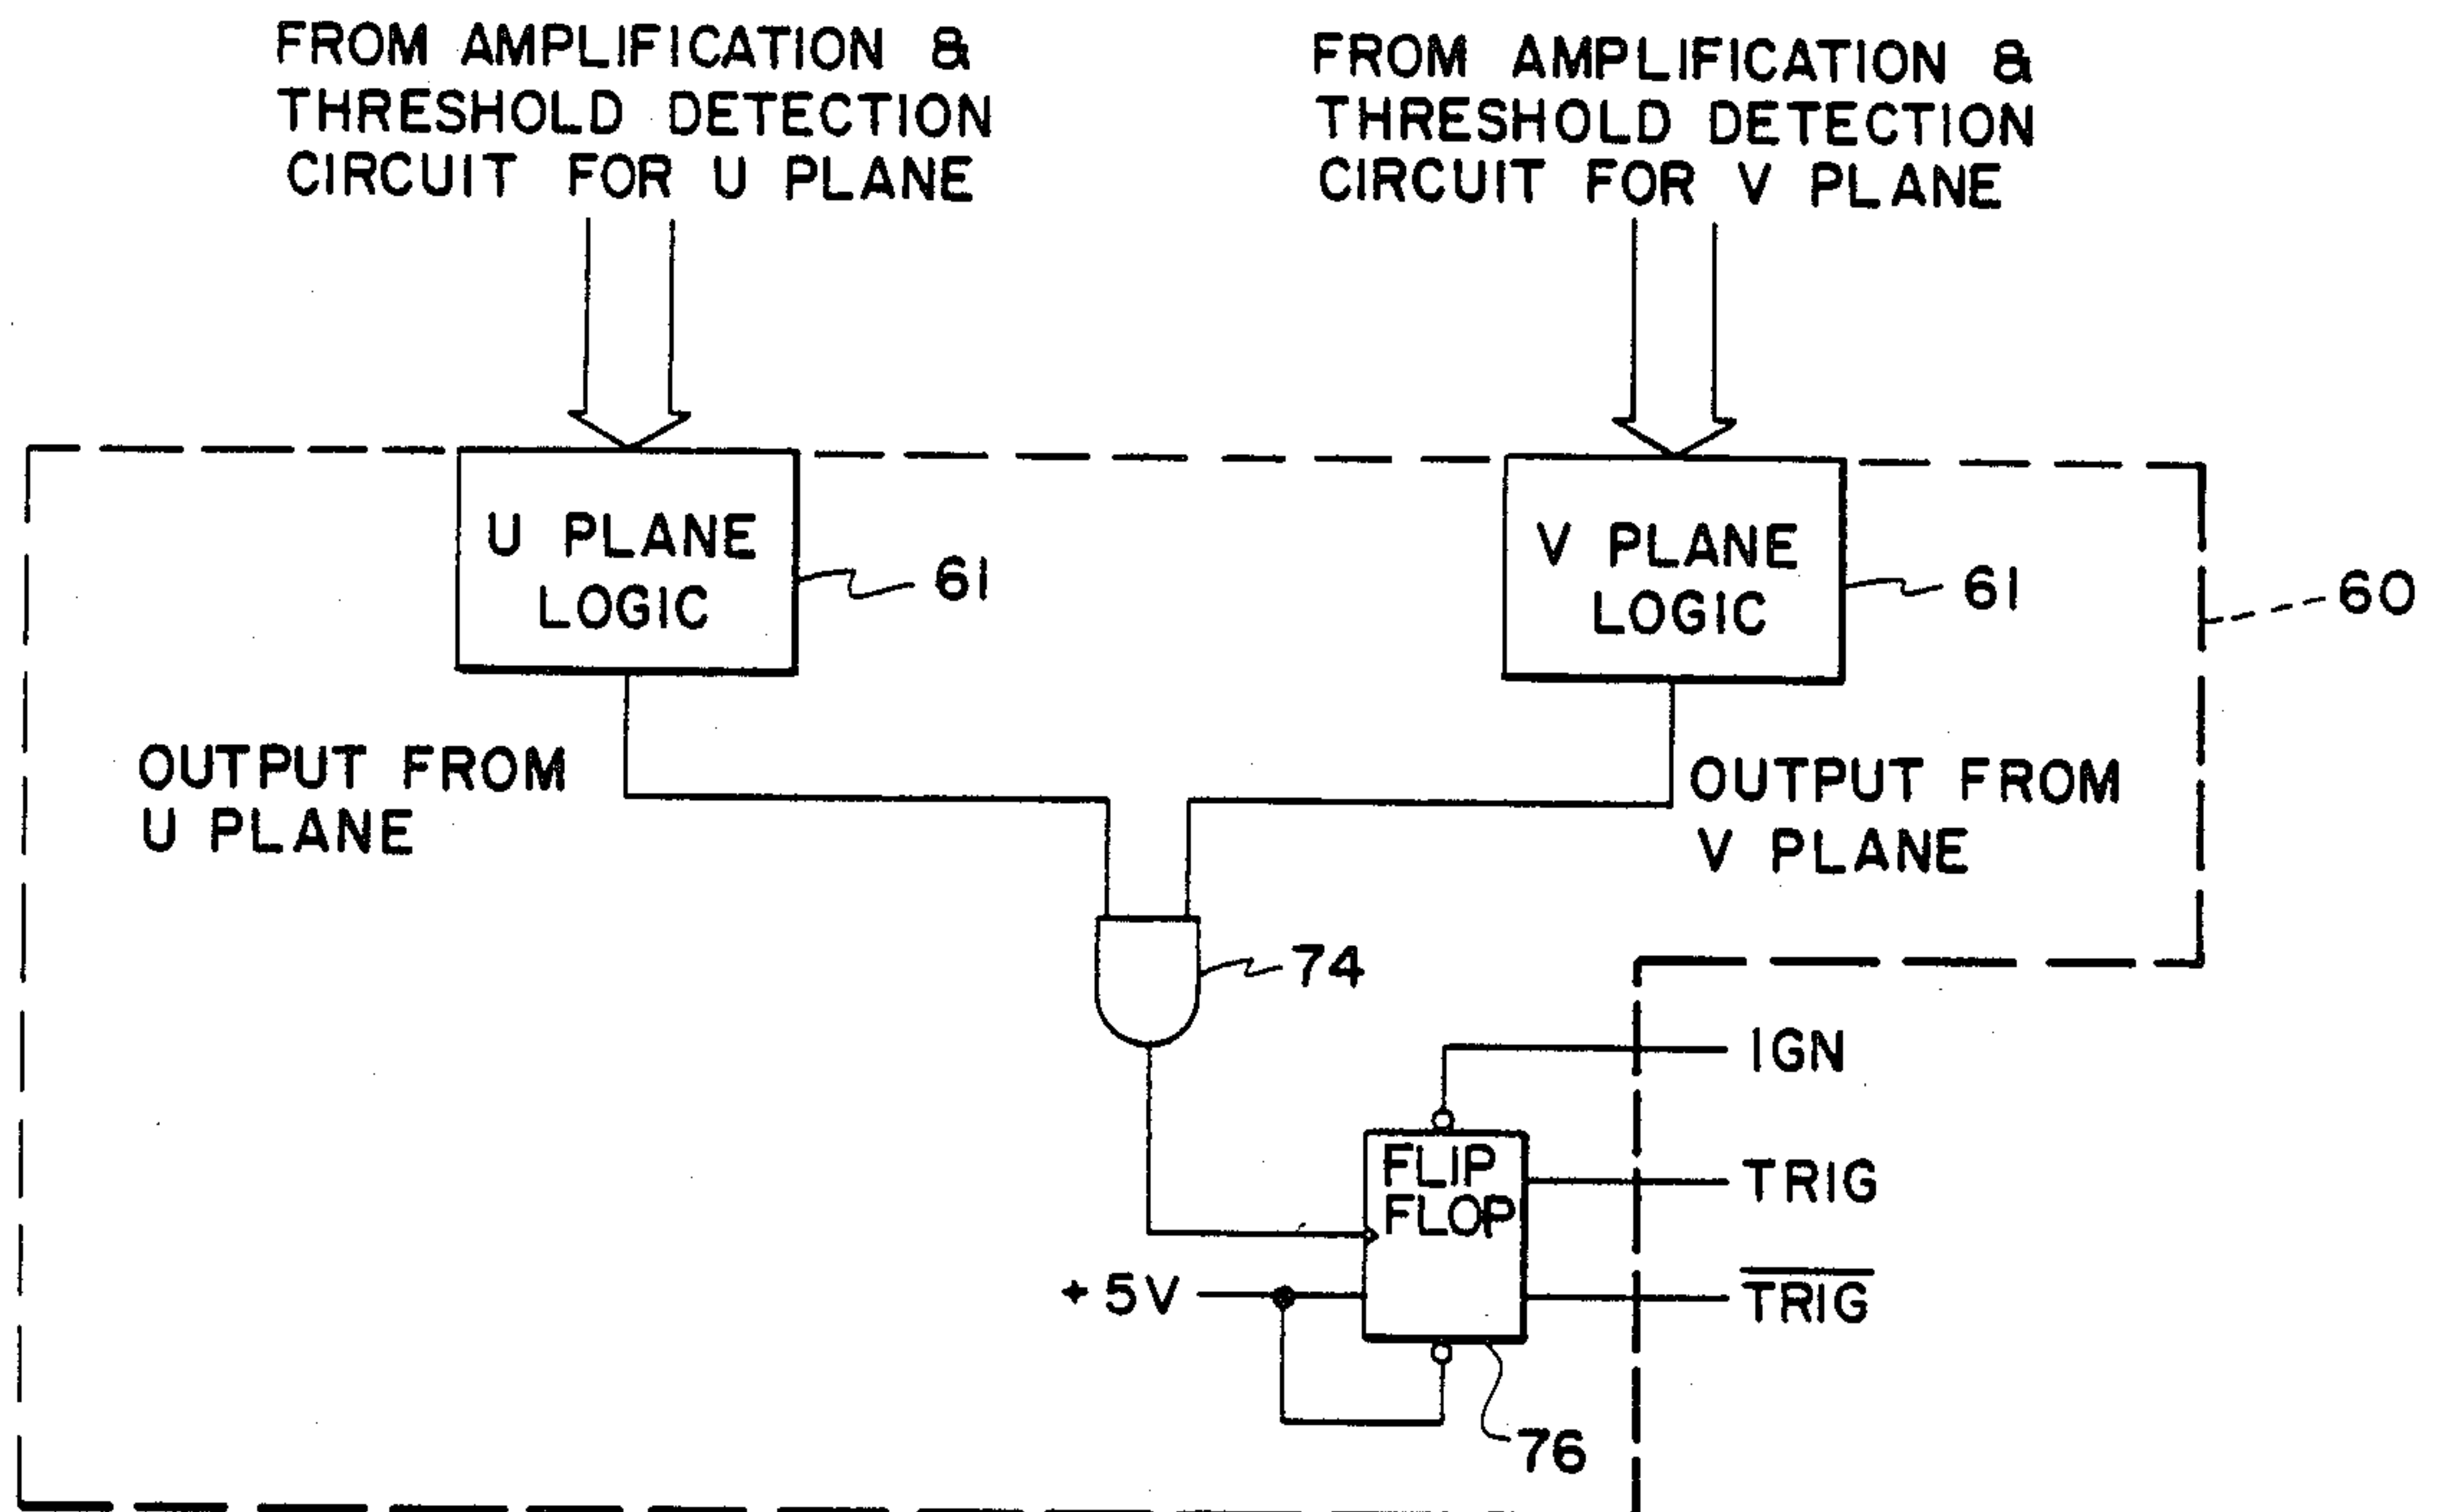 FROM AMPLIFICATION &
THRESHOLD DETECTION
CIRCUIT FOR U PLANE
FROM AMPLIFICATION &
THRESHOLD DETECTION
CIRCUIT FOR V PLANE
U PLANE
LOGIC
61
V PLANE
LOGIC
61
60
OUTPUT FROM
U PLANE
OUTPUT FROM
V PLANE
74
IGN
FLIP
FLOP
TRIG
+5V
T̅R̅I̅G̅
76